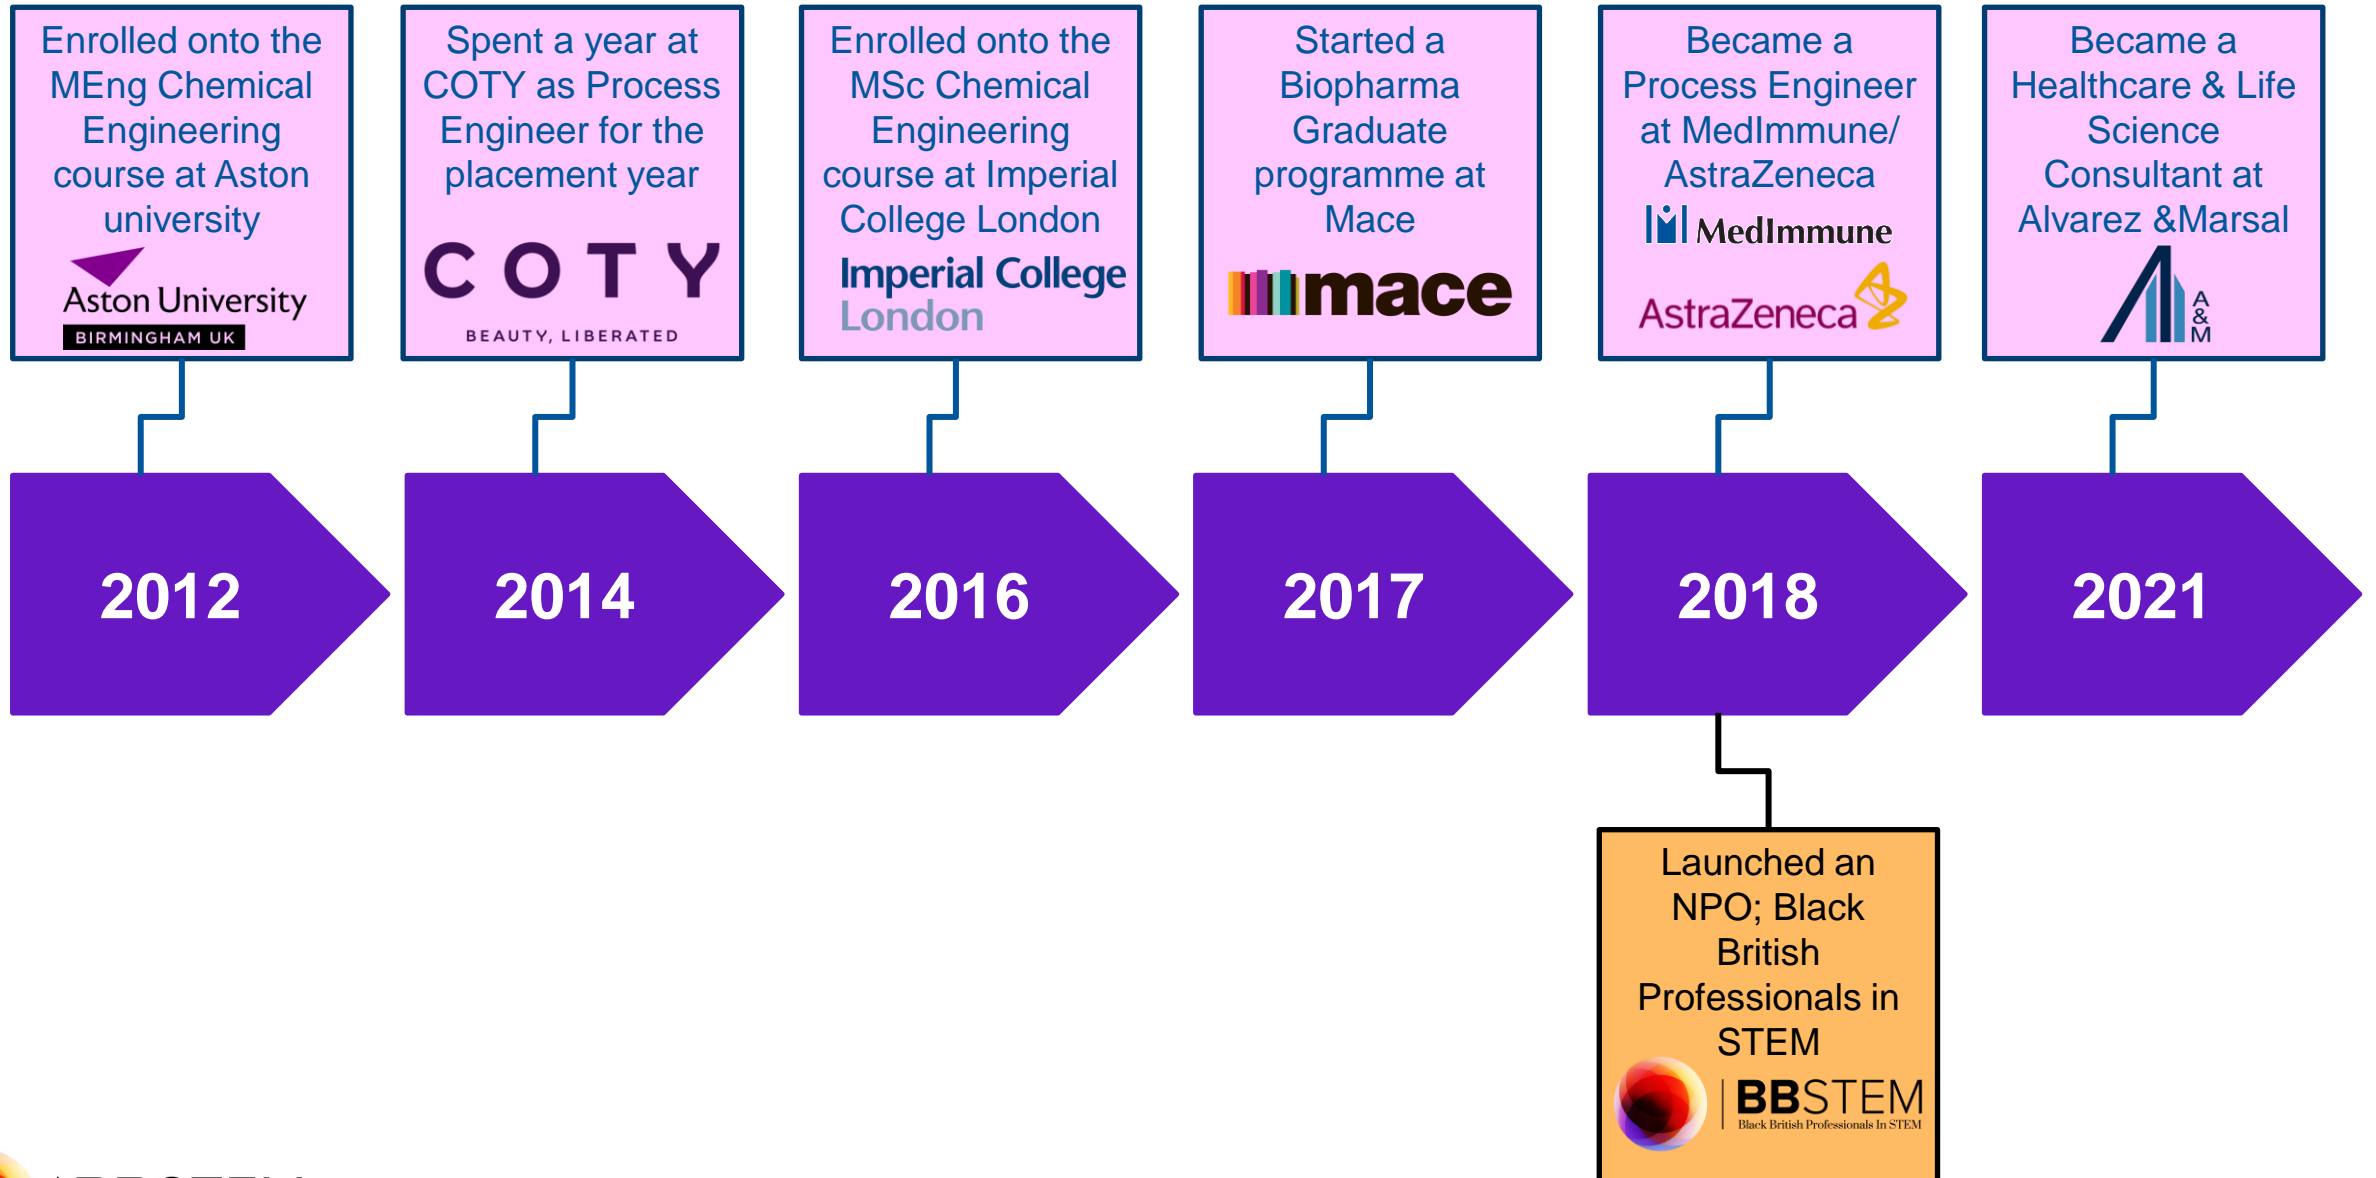 Enrolled onto the
MEng Chemical
Engineering
course at Aston
university
Aston University
BIRMINGHAM UK
Spent a year at
COTY as Process
Engineer for the
placement year
COTY
BEAUTY, LIBERATED
Enrolled onto the
MSc Chemical
Engineering
course at Imperial
College London
Imperial College
London
Started a
Biopharma
Graduate
programme at
Mace
mace
Became a
Process Engineer
at MedImmune/
AstraZeneca
MedImmune
AstraZeneca
Became a
Healthcare & Life
Science
Consultant at
Alvarez &Marsal
A
&
M
2012
2014
2016
2017
2018
2021
Launched an
NPO; Black
British
Professionals in
STEM
BBSTEM
Black British Professionals In STEM